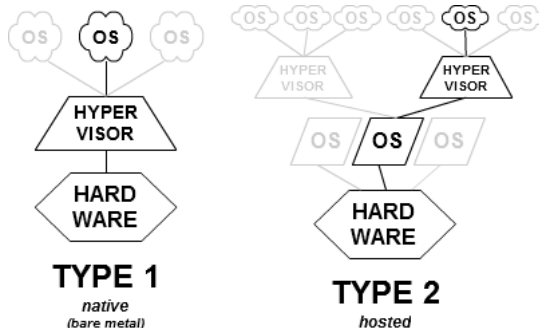 OS OS OS
HYPER
VISOR
HARD
WARE
TYPE 1
native
(bare metal)
OS OS OS OS OS OS
HYPER
VISOR
HYPER
VISOR
OS OS OS
HARD
WARE
TYPE 2
hosted